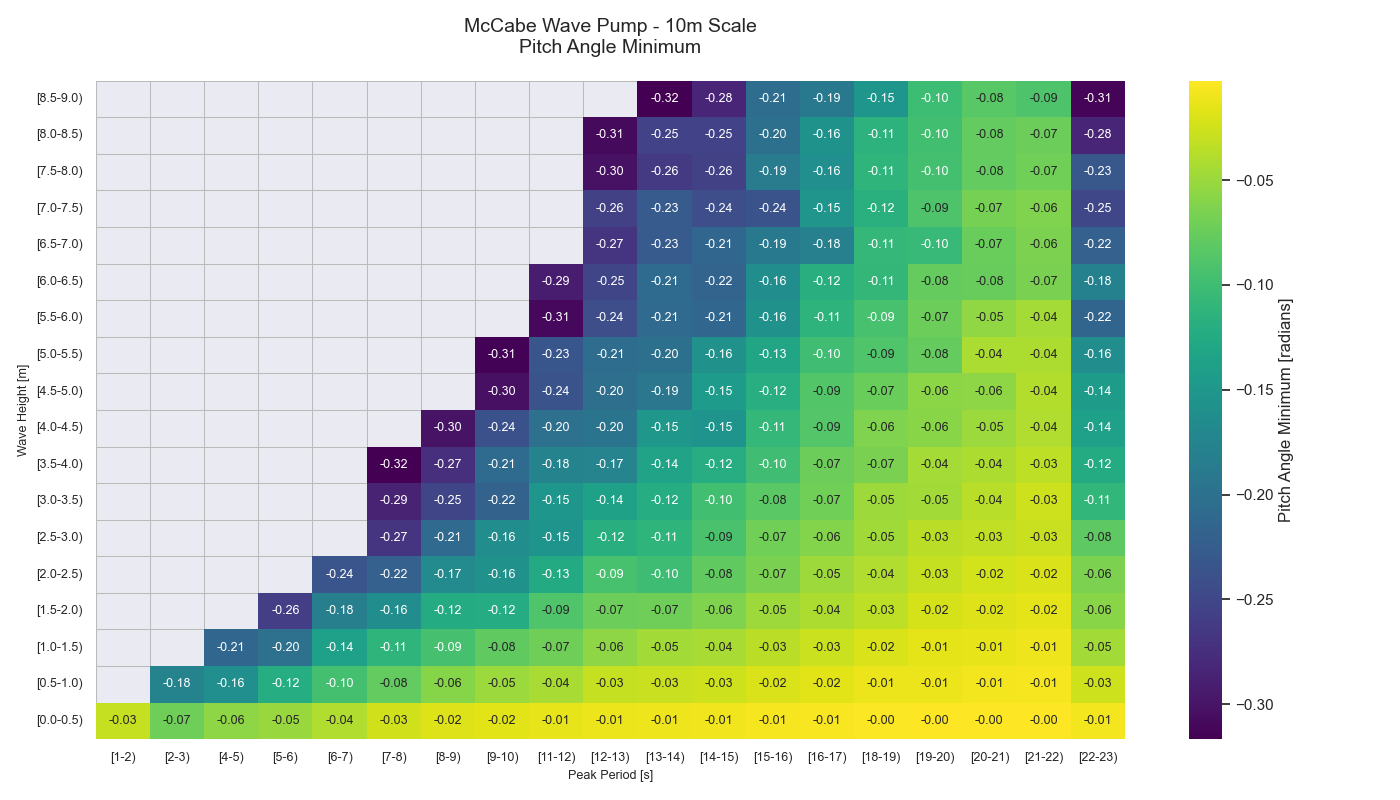 McCabe Wave Pump - 10m Scale
Pitch Angle Minimum
[8.5-9.0) -0.32 -0.28 -0.21 -0.19 -0.15 -0.10 -0.08 -0.09 -0.31
[8.0-8.5) -0.31 -0.25 -0.25 -0.20 -0.16 -0.11 -0.10 -0.08 -0.07 -0.28
[7.5-8.0) -0.30 -0.26 -0.26 -0.19 -0.16 -0.11 -0.10 -0.08 -0.07 -0.23
[7.0-7.5) -0.26 -0.23 -0.24 -0.24 -0.15 -0.12 -0.09 -0.07 -0.06 -0.25
[6.5-7.0) -0.27 -0.23 -0.21 -0.19 -0.18 -0.11 -0.10 -0.07 -0.06 -0.22
[6.0-6.5) -0.29 -0.25 -0.21 -0.22 -0.16 -0.12 -0.11 -0.08 -0.08 -0.07 -0.18
[5.5-6.0) -0.31 -0.24 -0.21 -0.21 -0.16 -0.11 -0.09 -0.07 -0.05 -0.04 -0.22
[5.0-5.5) -0.31 -0.23 -0.21 -0.20 -0.16 -0.13 -0.10 -0.09 -0.08 -0.04 -0.04 -0.16
[4.5-5.0) -0.30 -0.24 -0.20 -0.19 -0.15 -0.12 -0.09 -0.07 -0.06 -0.06 -0.04 -0.14
[4.0-4.5) -0.30 -0.24 -0.20 -0.20 -0.15 -0.15 -0.11 -0.09 -0.06 -0.06 -0.05 -0.04 -0.14
[3.5-4.0) -0.32 -0.27 -0.21 -0.18 -0.17 -0.14 -0.12 -0.10 -0.07 -0.07 -0.04 -0.04 -0.03 -0.12
[3.0-3.5) -0.29 -0.25 -0.22 -0.15 -0.14 -0.12 -0.10 -0.08 -0.07 -0.05 -0.05 -0.04 -0.03 -0.11
[2.5-3.0) -0.27 -0.21 -0.16 -0.15 -0.12 -0.11 -0.09 -0.07 -0.06 -0.05 -0.03 -0.03 -0.03 -0.08
[2.0-2.5) -0.24 -0.22 -0.17 -0.16 -0.13 -0.09 -0.10 -0.08 -0.07 -0.05 -0.04 -0.03 -0.02 -0.02 -0.06
[1.5-2.0) -0.26 -0.18 -0.16 -0.12 -0.12 -0.09 -0.07 -0.07 -0.06 -0.05 -0.04 -0.03 -0.02 -0.02 -0.02 -0.06
[1.0-1.5) -0.21 -0.20 -0.14 -0.11 -0.09 -0.08 -0.07 -0.06 -0.05 -0.04 -0.03 -0.03 -0.02 -0.01 -0.01 -0.01 -0.05
[0.5-1.0) -0.18 -0.16 -0.12 -0.10 -0.08 -0.06 -0.05 -0.04 -0.03 -0.03 -0.03 -0.02 -0.02 -0.01 -0.01 -0.01 -0.01 -0.03
[0.0-0.5) -0.03 -0.07 -0.06 -0.05 -0.04 -0.03 -0.02 -0.02 -0.01 -0.01 -0.01 -0.01 -0.01 -0.01 -0.00 -0.00 -0.00 -0.00 -0.01
[1-2) [2-3) [4-5) [5-6) [6-7) [7-8) [8-9) [9-10) [11-12) [12-13) [13-14) [14-15) [15-16) [16-17) [18-19) [19-20) [20-21) [21-22) [22-23)
Peak Period [s]
Wave Height [m]
−0.05
−0.10
−0.15
−0.20
−0.25
−0.30
Pitch Angle Minimum [radians]